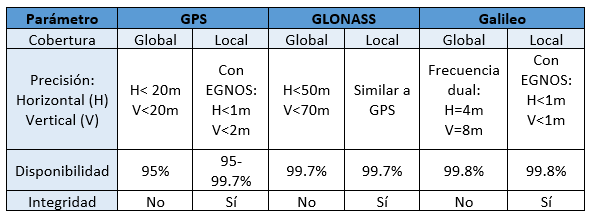 Parámetro GPS GLONASS Galileo
Cobertura Global Local Global Local Global Local
Precisión:
Horizontal (H)
Vertical (V)
H< 20m
V<20m
Con
EGNOS:
H<1m
V<2m
H<50m
V<70m
Similar a
GPS
Frecuencia
dual:
H=4m
V=8m
Con
EGNOS:
H<1m
V<1m
Disponibilidad 95% 95-
99.7% 99.7% 99.7% 99.8% 99.8%
Integridad No Sí No Sí No Sí